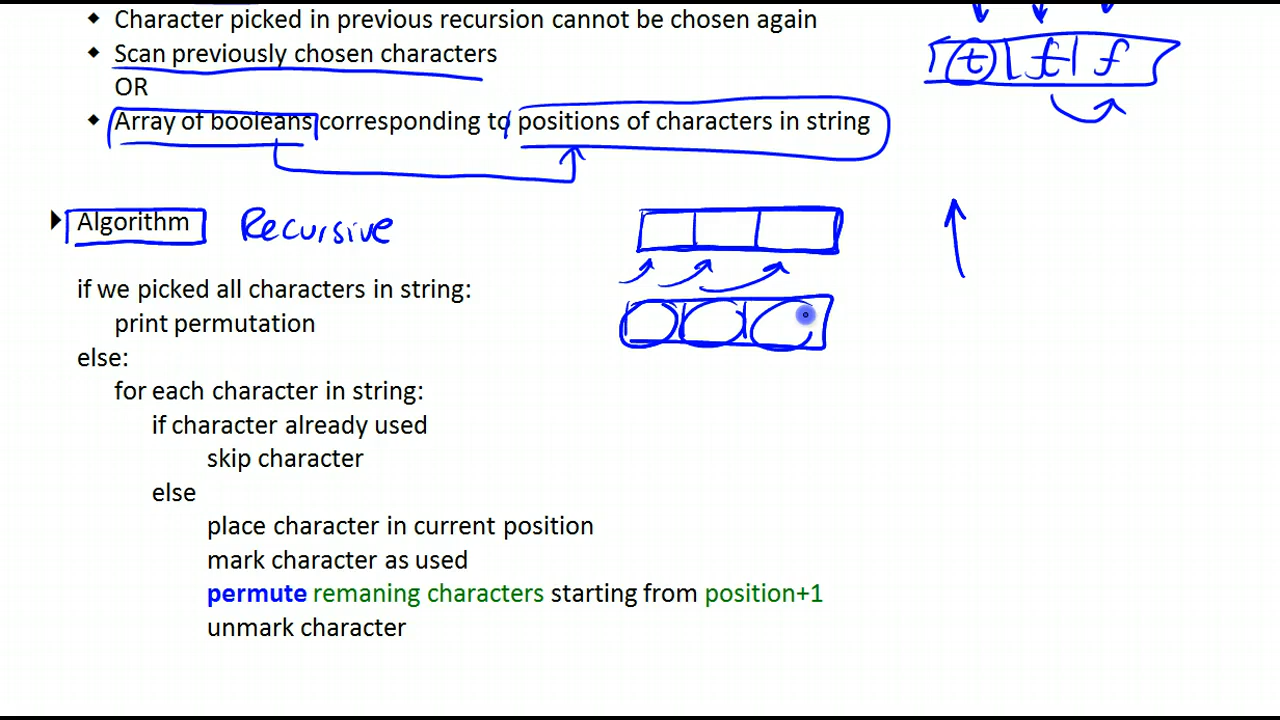 Character picked in previous recursion cannot be chosen again
Scan previously chosen characters
OR
Array of booleans corresponding to positions of characters in string
t f f
Algorithm Recursive
if we picked all characters in string:
print permutation
else:
for each character in string:
if character already used
skip character
else
place character in current position
mark character as used
permute remaning characters starting from position+1
unmark character